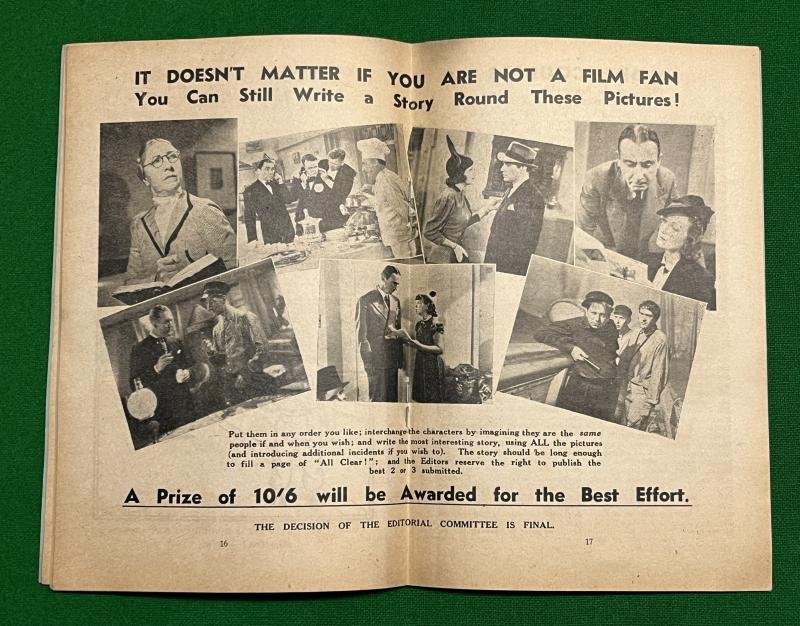 IT DOESN'T MATTER IF YOU ARE NOT A FILM FAN
You Can Still Write a Story Round These Pictures!
Put them in any order you like; interchange the characters by imagining they are the same
people if and when you wish; and write the most interesting story, using ALL the pictures
(and introducing additional incidents if you wish to). The story should be long enough
to fill a page of "All Clear!"; and the Editors reserve the right to publish the
best 2 or 3 submitted.
A Prize of 10'6 will be Awarded for the Best Effort.
THE DECISION OF THE EDITORIAL COMMITTEE IS FINAL.
16
17